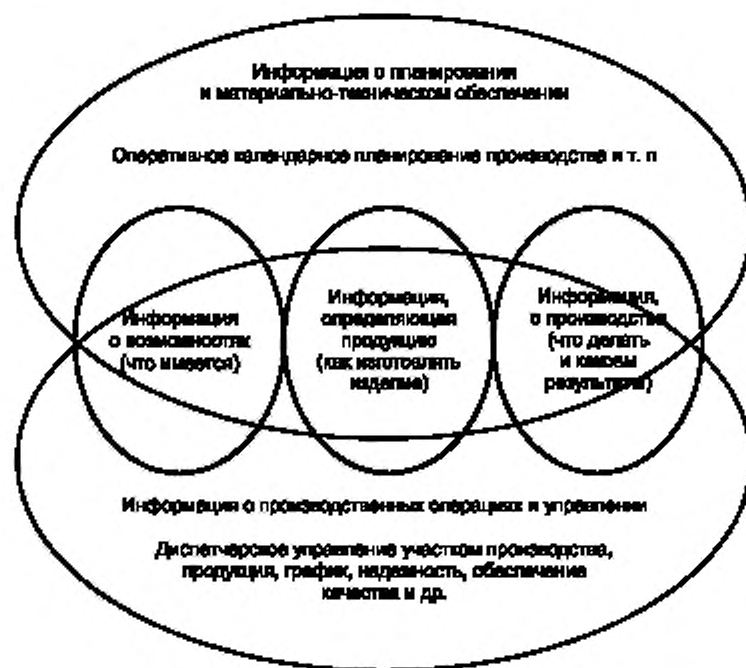 Информация о планирования
и материально-техническом обеспечении
Оперативное календарное планирование производства и т. п
Информация
о возможностях
(что имеется)
Информация,
определяющая
продукцию
(как изготовлять
изделие)
Информация,
о производстве
(что делать
и каковы
результаты)
Информация о производственных операциях и управлении
Диспетчерское управление участком производства,
продукция, график, надежность, обеспечение
качества и др.